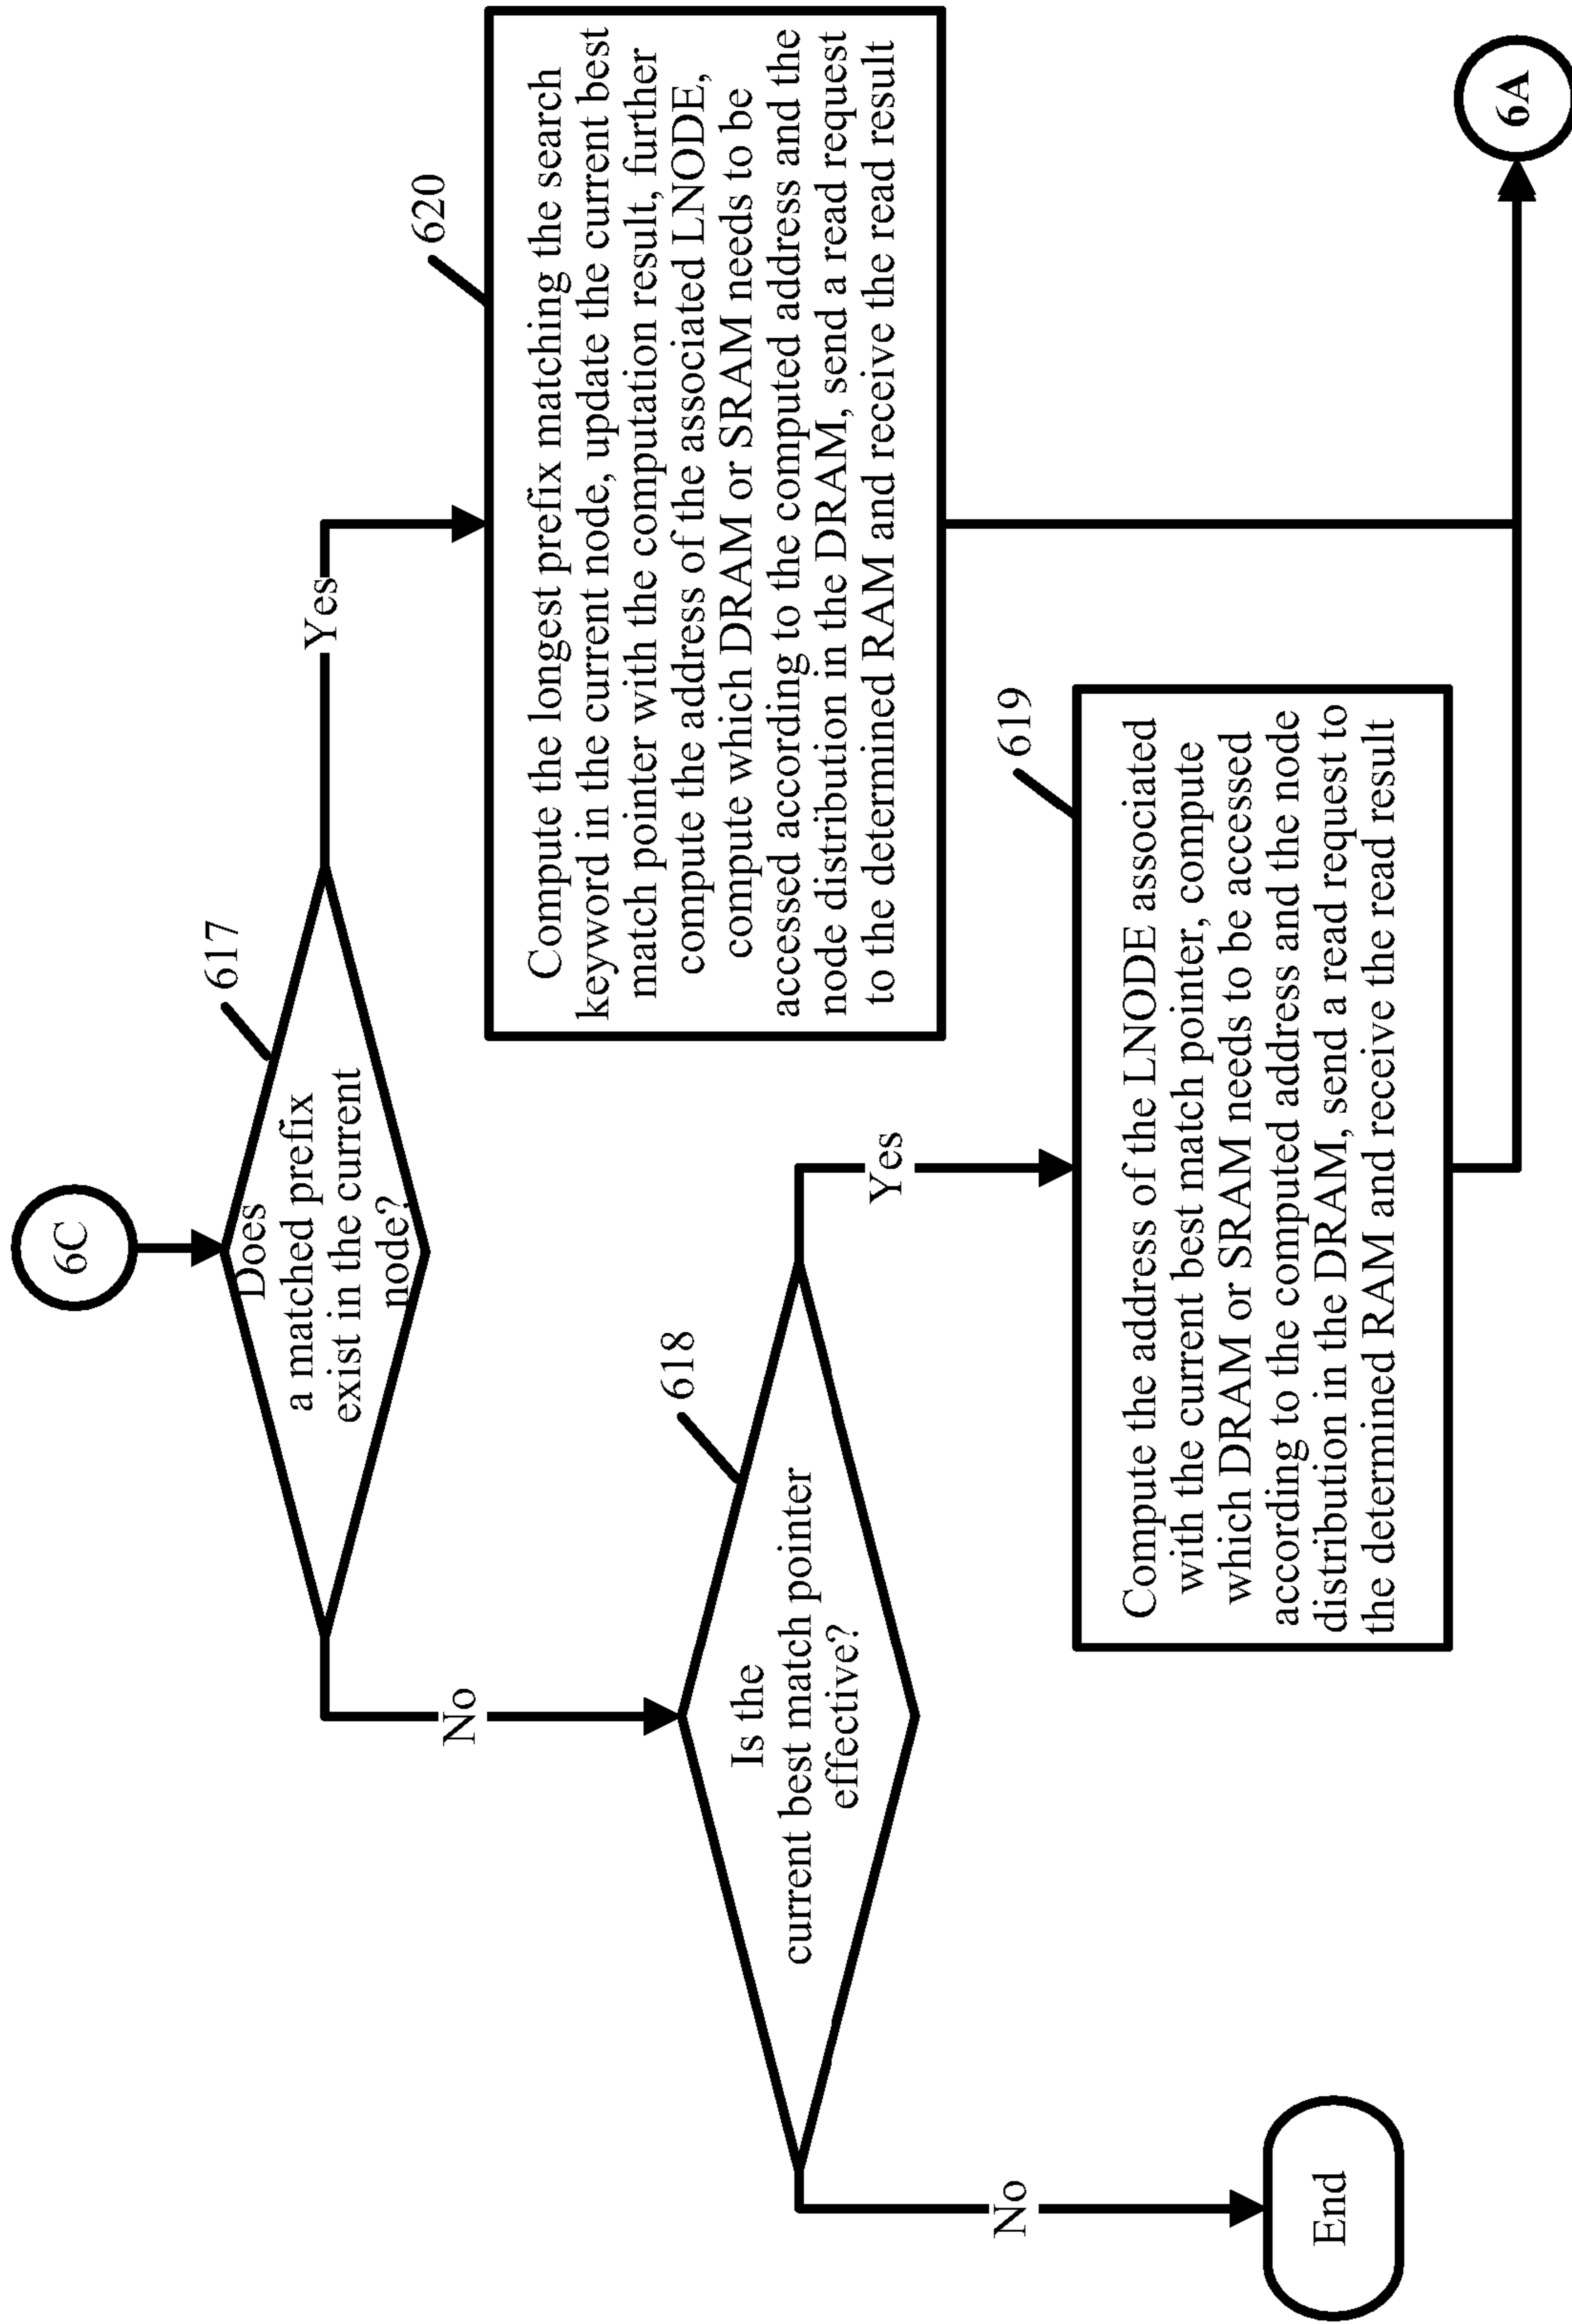 6C
617
Does
a matched prefix
exist in the current
node?
Yes
No
620
Compute the longest prefix matching the search
keyword in the current node, update the current best
match pointer with the computation result, further
compute the address of the associated LNODE,
compute which DRAM or SRAM needs to be
accessed according to the computed address and the
node distribution in the DRAM, send a read request
to the determined RAM and receive the read result
618
Is the
current best match pointer
effective?
Yes
No
619
Compute the address of the LNODE associated
with the current best match pointer, compute
which DRAM or SRAM needs to be accessed
according to the computed address and the node
distribution in the DRAM, send a read request to
the determined RAM and receive the read result
End
6A